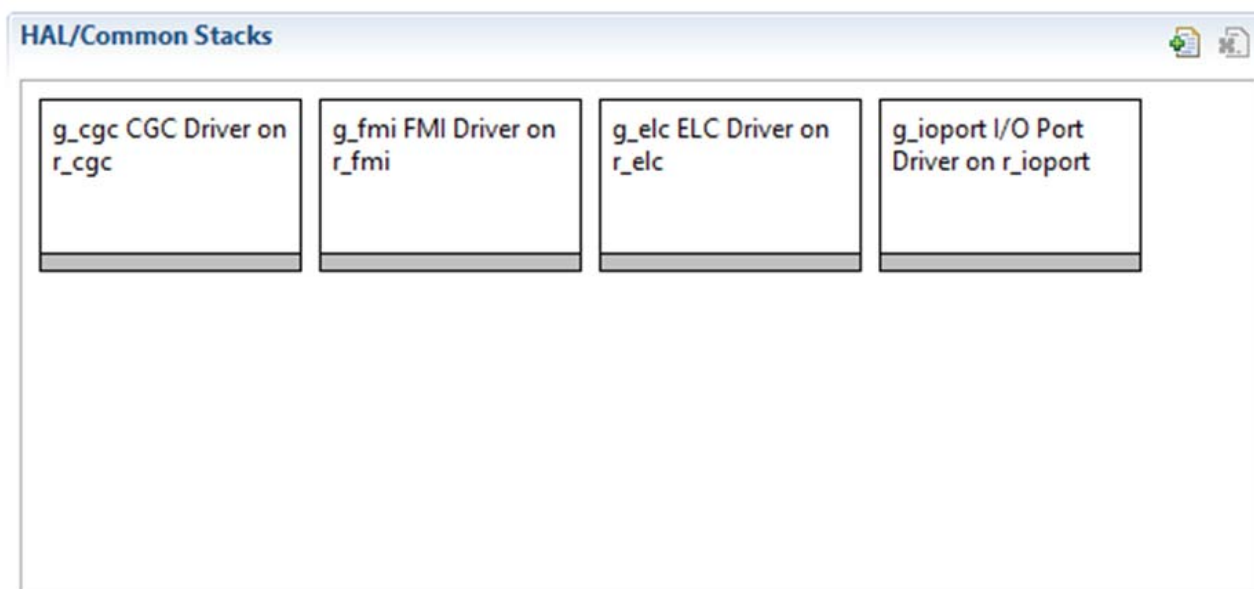 HAL/Common Stacks
g_cgc CGC Driver on
r_cgc
g_fmi FMI Driver on
r_fmi
g_elc ELC Driver on
r_elc
g_ioport I/O Port
Driver on r_ioport